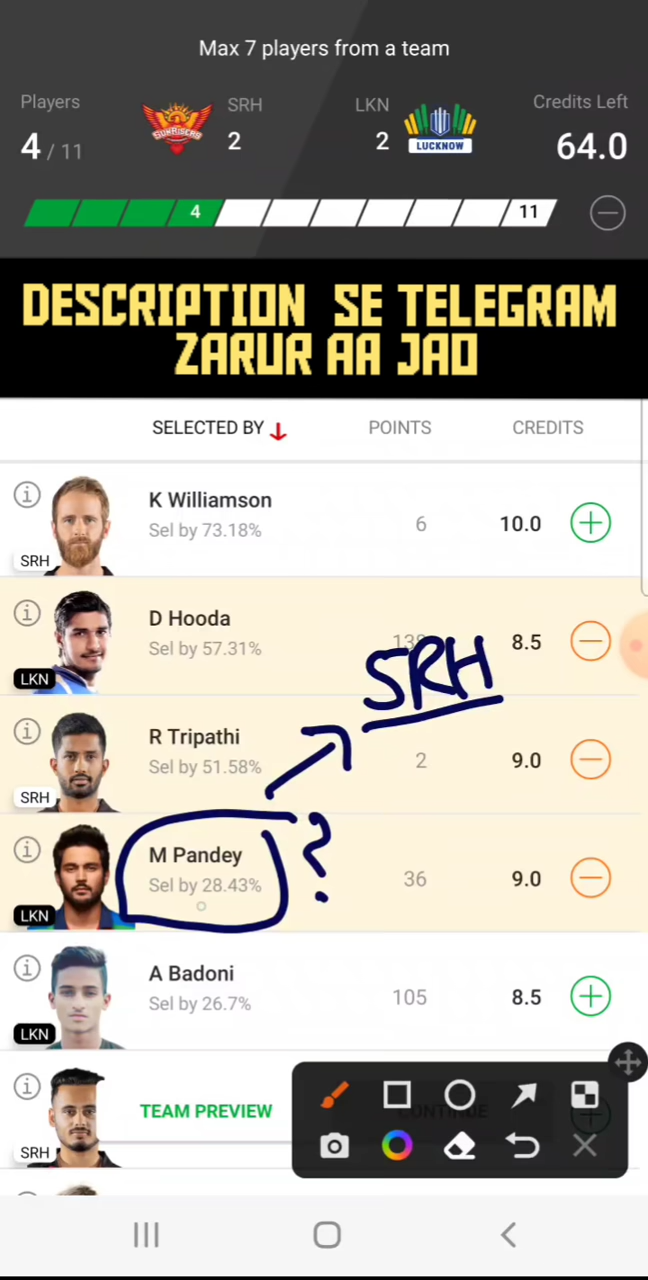 Max 7 players from a team
Players SRH LKN Credits Left
4 / 11 2 2 64.0
SUNRISERS LUCKNOW
4 11
DESCRIPTION SE TELEGRAM
ZARUR AA JAO
SELECTED BY POINTS CREDITS
K Williamson
Sel by 73.18% 6 10.0
SRH
D Hooda
Sel by 57.31% 8.5
LKN
SRH
R Tripathi
Sel by 51.58% 2 9.0
SRH
M Pandey ?
Sel by 28.43% 36 9.0
LKN
A Badoni
Sel by 26.7% 105 8.5
LKN
TEAM PREVIEW CONTINUE
SRH